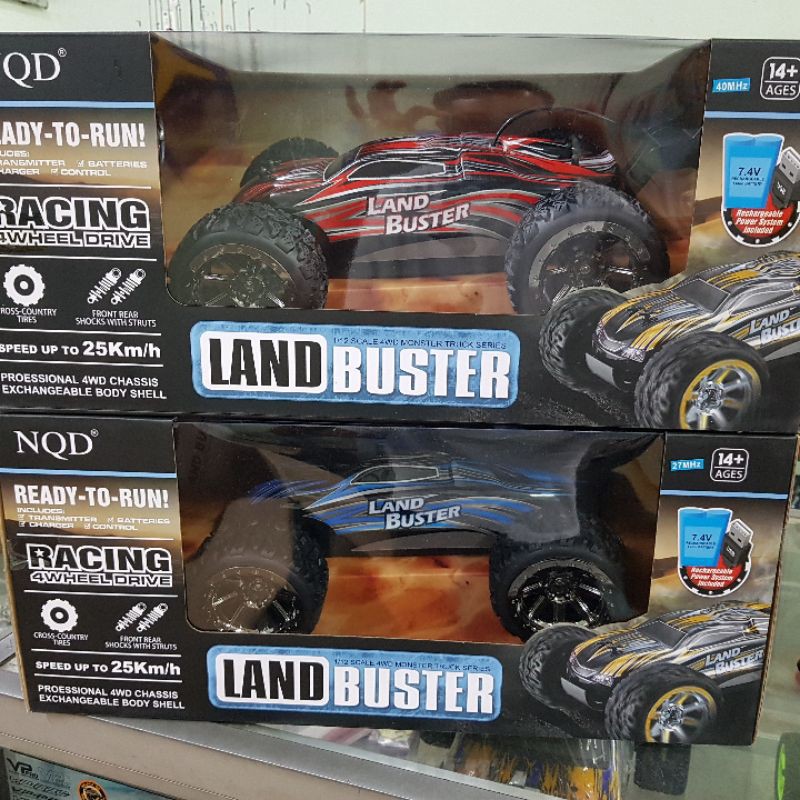 NQD®
READY-TO-RUN!
INCLUDES:
TRANSMITTER BATTERIES
CHARGER CONTROL
RACING
4WHEEL DRIVE
CROSS-COUNTRY
TIRES
FRONT REAR
SHOCKS WITH STRUTS
SPEED UP TO 25Km/h
PROESSIONAL 4WD CHASSIS
EXCHANGEABLE BODY SHELL
LAND
BUSTER
1/12 SCALE 4WD MONSTER TRUCK SERIES
LAND BUSTER
40MHz
14+
AGES
7.4V
Rechargeable
Power System
Included
LAND
BUSTER
NQD®
READY-TO-RUN!
INCLUDES:
TRANSMITTER BATTERIES
CHARGER CONTROL
RACING
4WHEEL DRIVE
CROSS-COUNTRY
TIRES
FRONT REAR
SHOCKS WITH STRUTS
SPEED UP TO 25Km/h
PROESSIONAL 4WD CHASSIS
EXCHANGEABLE BODY SHELL
LAND
BUSTER
1/12 SCALE 4WD MONSTER TRUCK SERIES
LAND BUSTER
27MHz
14+
AGES
7.4V
Rechargeable
Power System
Included
LAND
BUSTER
VP